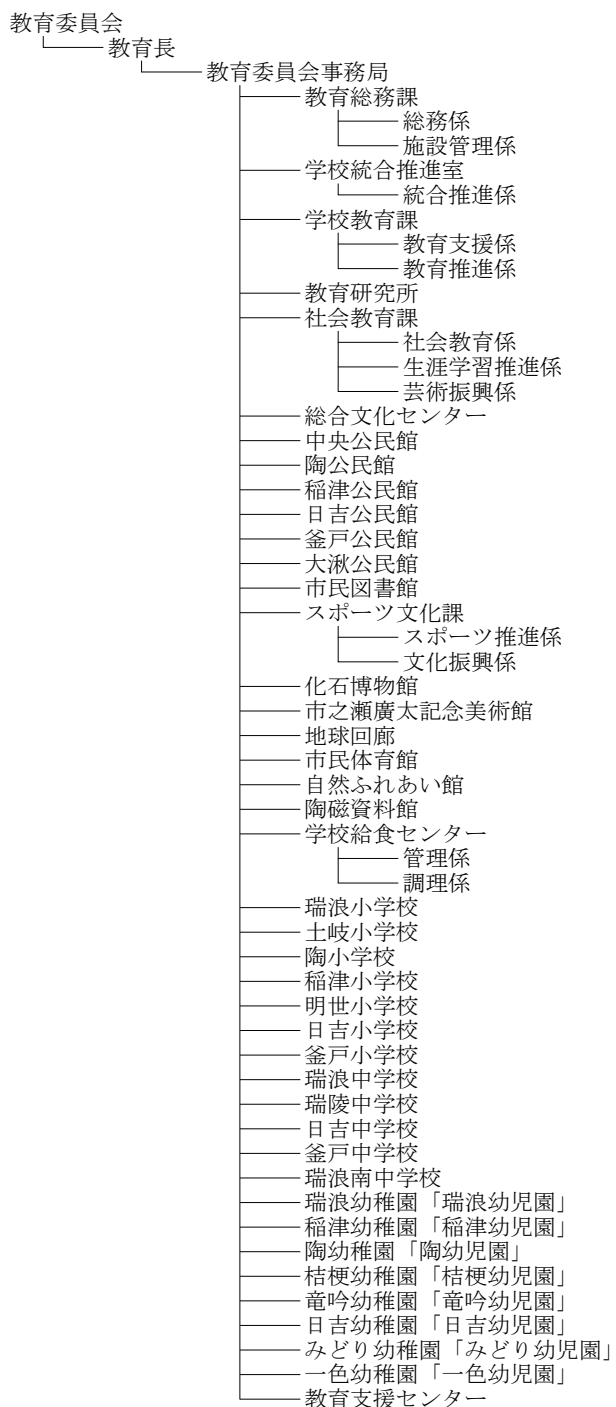 教育委員会
教育長
教育委員会事務局
教育総務課
総務係
施設管理係
学校統合推進室
統合推進係
学校教育課
教育支援係
教育推進係
教育研究所
社会教育課
社会教育係
生涯学習推進係
芸術振興係
総合文化センター
中央公民館
陶公民館
稲津公民館
日吉公民館
釜戸公民館
大湫公民館
市民図書館
スポーツ文化課
スポーツ推進係
文化振興係
化石博物館
市之瀬廣太記念美術館
地球回廊
市民体育館
自然ふれあい館
陶磁資料館
学校給食センター
管理係
調理係
瑞浪小学校
土岐小学校
陶小学校
稲津小学校
明世小学校
日吉小学校
釜戸小学校
瑞浪中学校
瑞陵中学校
日吉中学校
釜戸中学校
瑞浪南中学校
瑞浪幼稚園「瑞浪幼児園」
稲津幼稚園「稲津幼児園」
陶幼稚園「陶幼児園」
桔梗幼稚園「桔梗幼児園」
竜吟幼稚園「竜吟幼児園」
日吉幼稚園「日吉幼児園」
みどり幼稚園「みどり幼児園」
一色幼稚園「一色幼児園」
教育支援センター